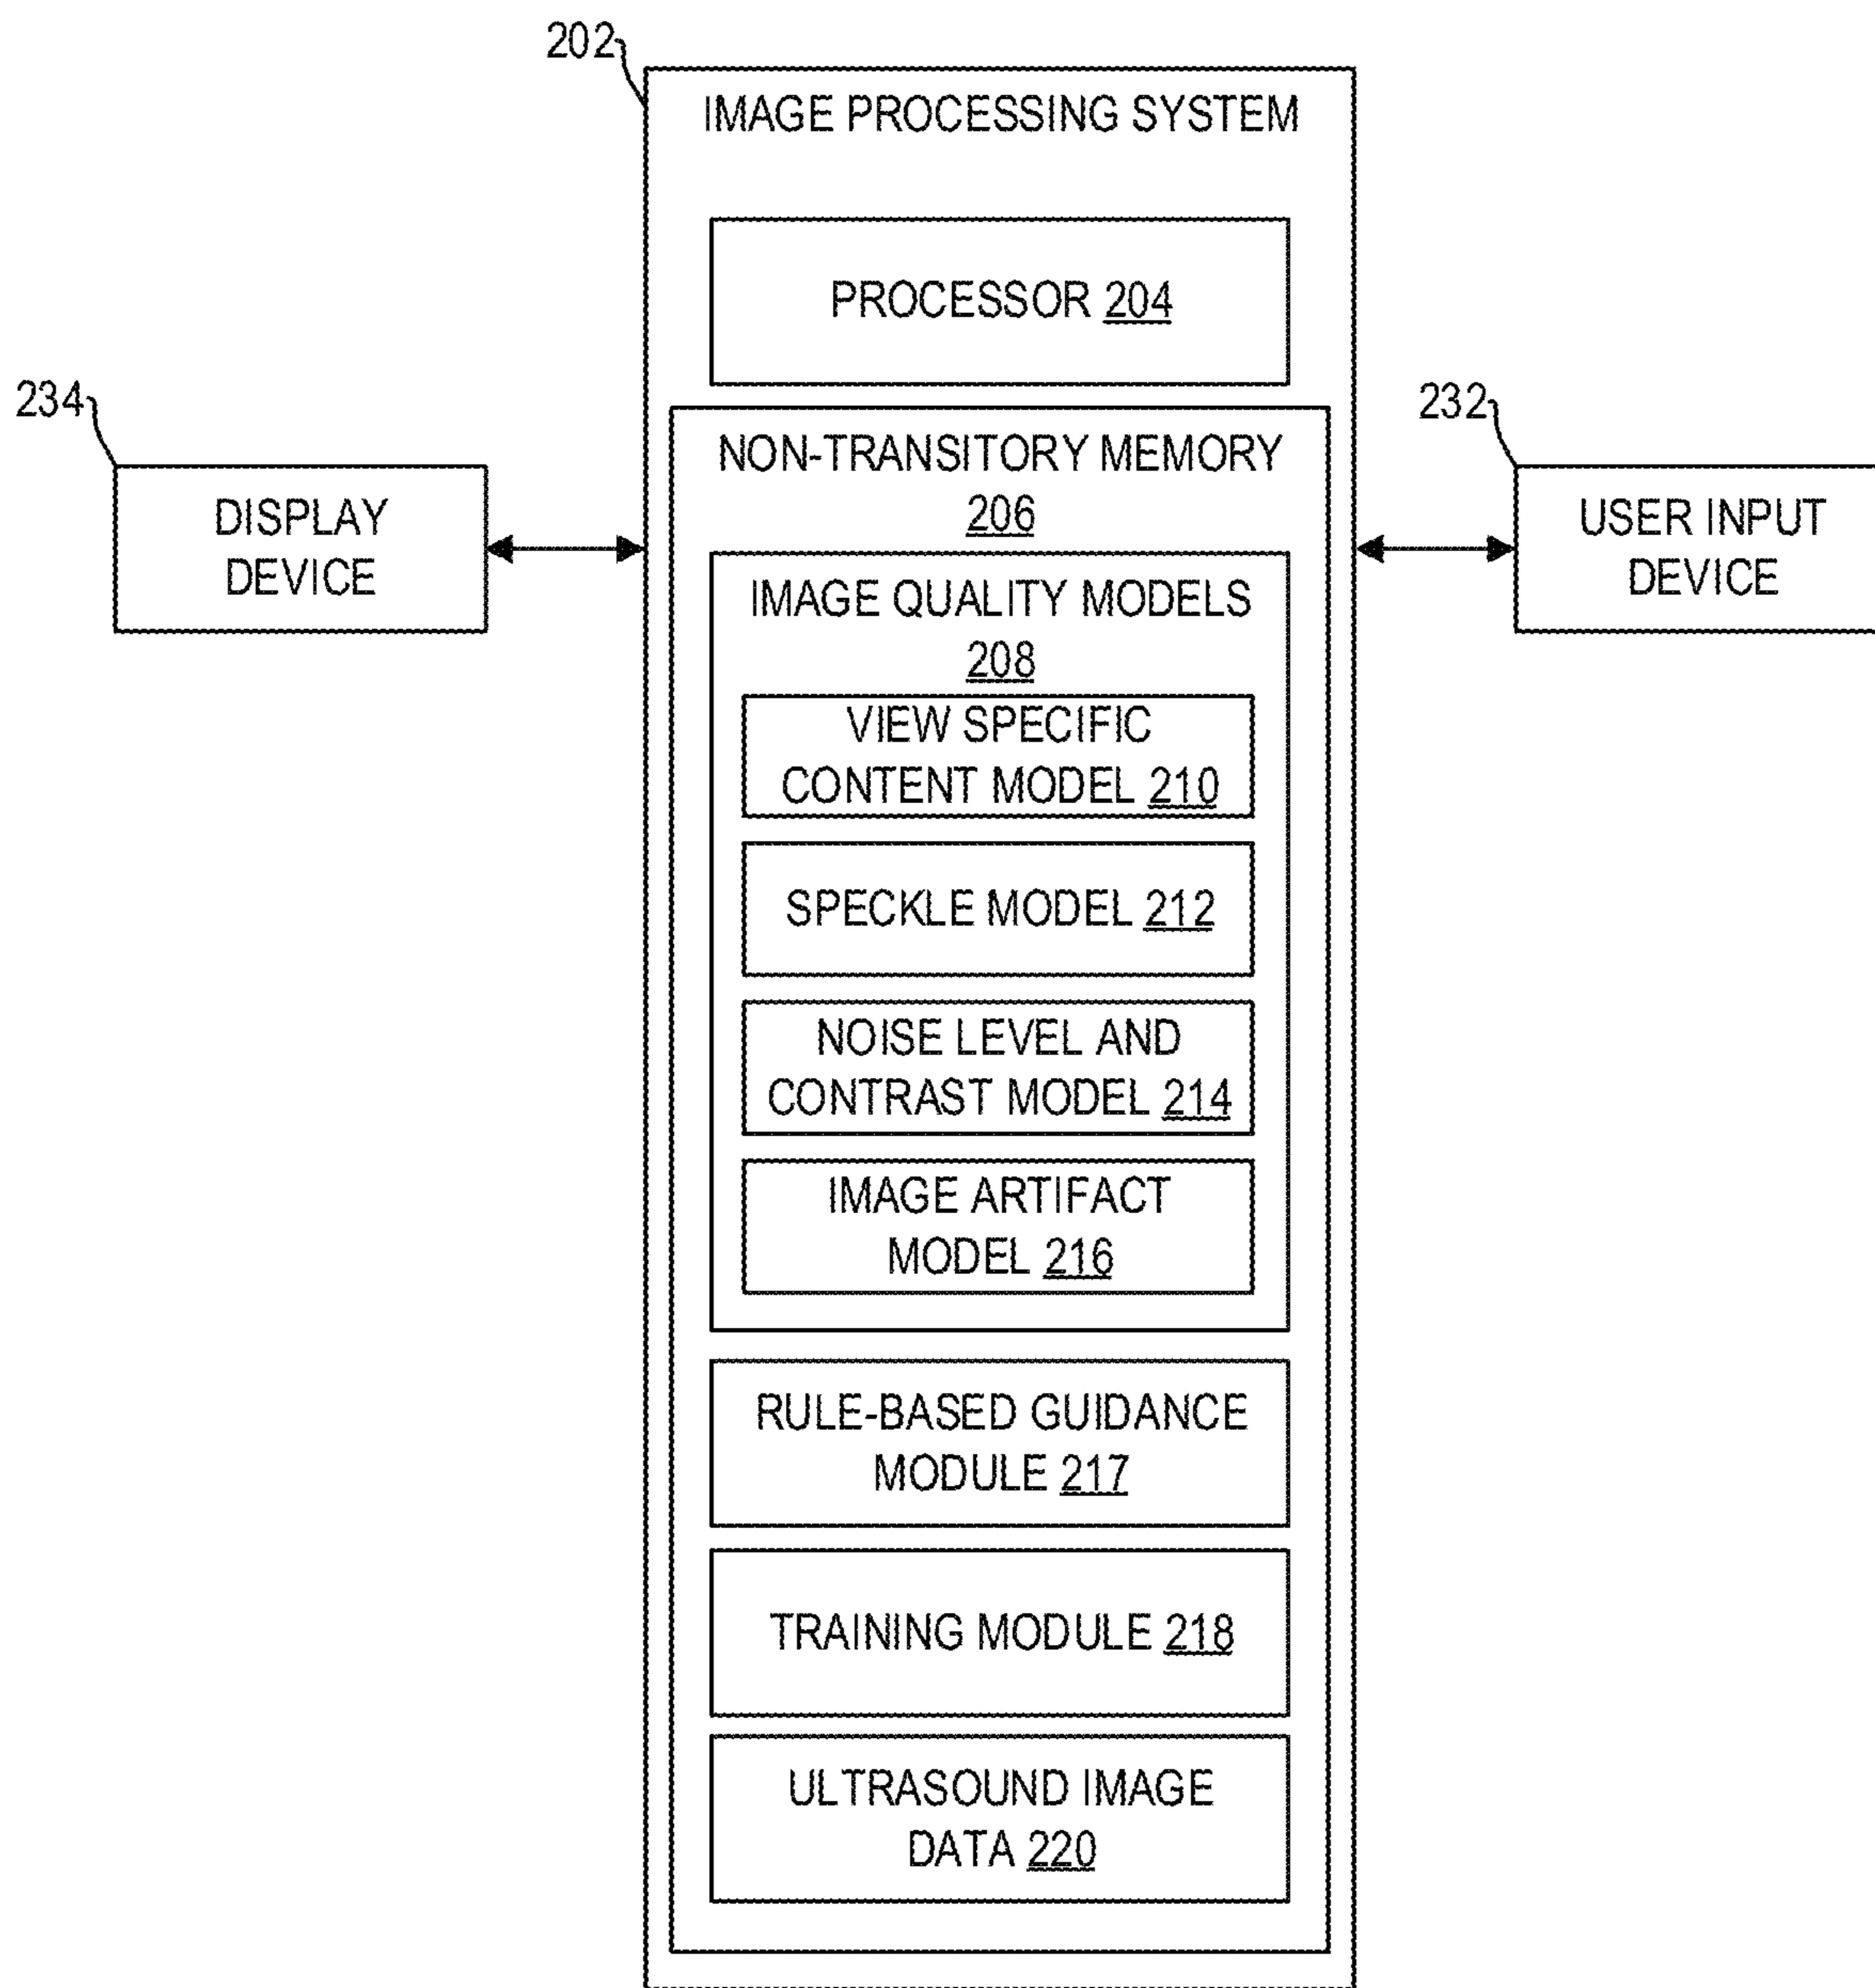 202
IMAGE PROCESSING SYSTEM
PROCESSOR 204
234
232
NON-TRANSITORY MEMORY
206
DISPLAY
DEVICE
USER INPUT
DEVICE
IMAGE QUALITY MODELS
208
VIEW SPECIFIC
CONTENT MODEL 210
SPECKLE MODEL 212
NOISE LEVEL AND
CONTRAST MODEL 214
IMAGE ARTIFACT
MODEL 216
RULE-BASED GUIDANCE
MODULE 217
TRAINING MODULE 218
ULTRASOUND IMAGE
DATA 220